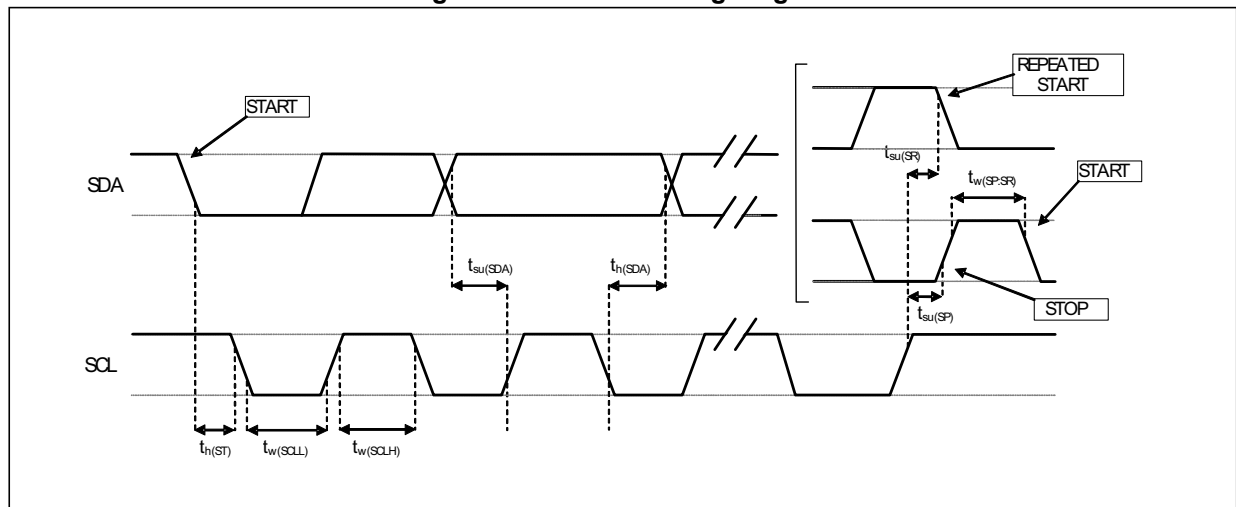 REPEATED
START
START
t_su(SR)
t_w(SP:SR)
START
SDA
t_su(SDA)
t_h(SDA)
STOP
t_su(SP)
SCL
t_h(ST)
t_w(SCLL)
t_w(SCLH)